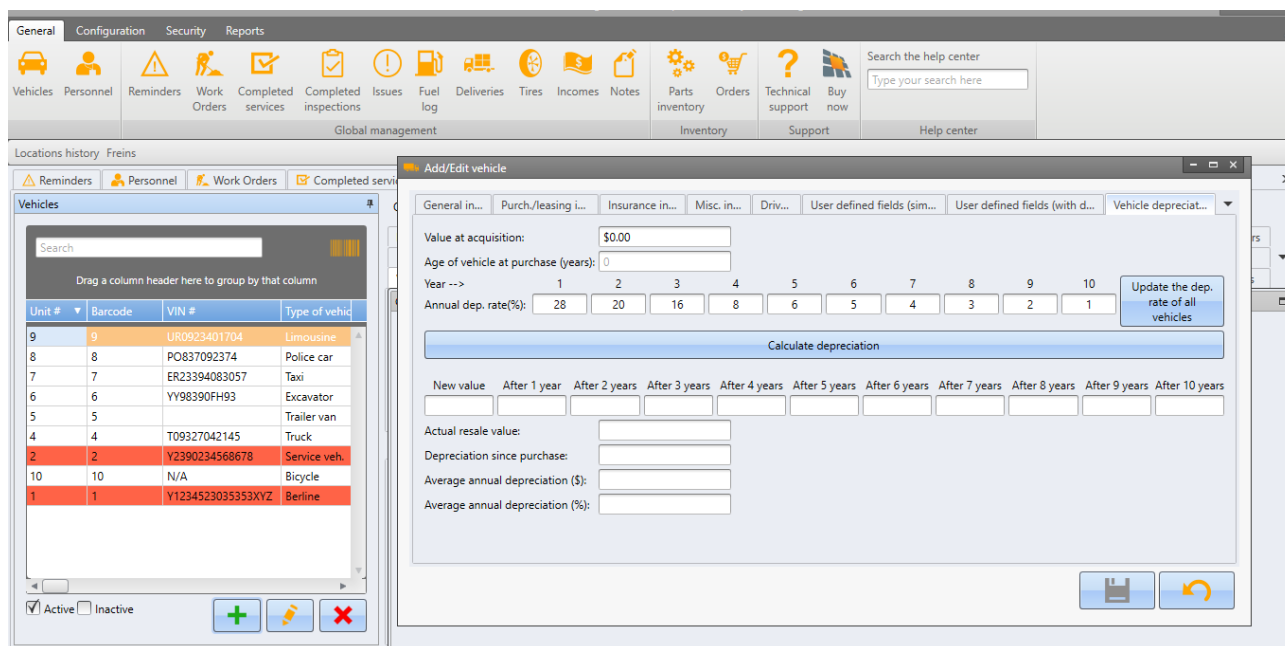 General Configuration Security Reports
Vehicles Personnel Reminders Work Orders Completed services Completed inspections Issues Fuel log Deliveries Tires Incomes Notes Parts inventory Orders Technical support Buy now
Search the help center
Type your search here
Global management Inventory Support Help center
Locations history Freins
Reminders Personnel Work Orders Completed servi
Vehicles
Search
Drag a column header here to group by that column
Unit # Barcode VIN # Type of vehic
9 9 UR0923401704 Limousine
8 8 PO837092374 Police car
7 7 ER23394083057 Taxi
6 6 YY98390FH93 Excavator
5 5 Trailer van
4 4 T09327042145 Truck
2 2 Y2390234568678 Service veh.
10 10 N/A Bicycle
1 1 Y1234523035353XYZ Berline
Active Inactive
Add/Edit vehicle
General in... Purch./leasing i... Insurance in... Misc. in... Driv... User defined fields (sim... User defined fields (with d... Vehicle depreciat...
Value at acquisition: $0.00
Age of vehicle at purchase (years): 0
Year --> 1 2 3 4 5 6 7 8 9 10
Annual dep. rate(%): 28 20 16 8 6 5 4 3 2 1
Update the dep. rate of all vehicles
Calculate depreciation
New value After 1 year After 2 years After 3 years After 4 years After 5 years After 6 years After 7 years After 8 years After 9 years After 10 years
Actual resale value:
Depreciation since purchase:
Average annual depreciation ($):
Average annual depreciation (%):